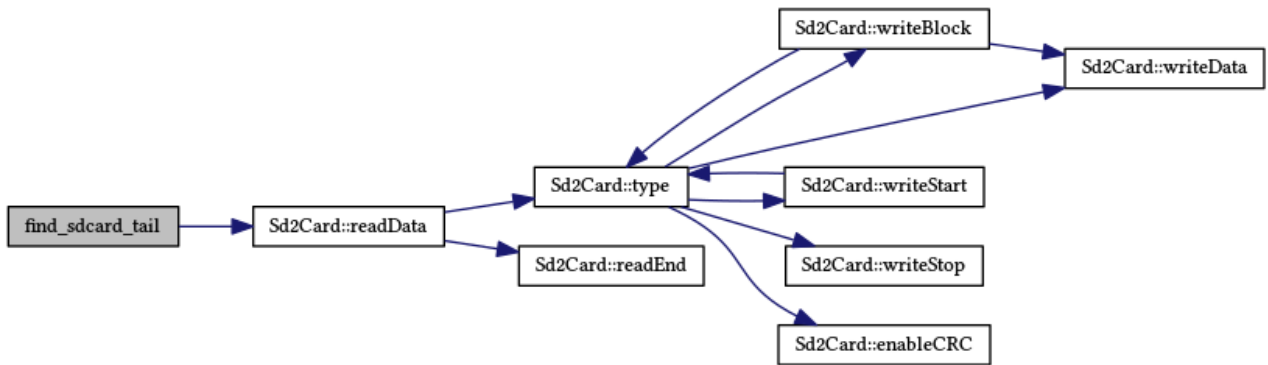 find_sdcard_tail
Sd2Card::readData
Sd2Card::type
Sd2Card::readEnd
Sd2Card::writeBlock
Sd2Card::writeData
Sd2Card::writeStart
Sd2Card::writeStop
Sd2Card::enableCRC